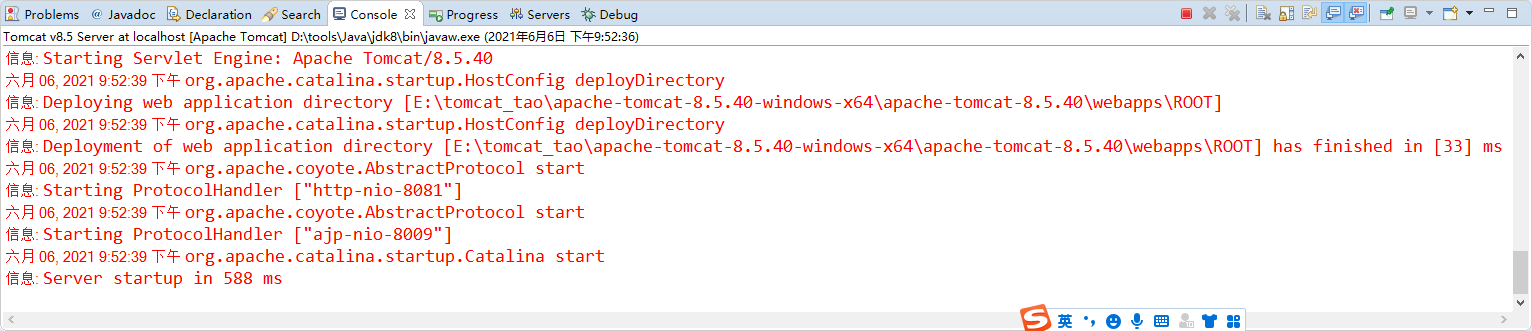 Problems @ Javadoc Declaration Search Console Progress Servers Debug
Tomcat v8.5 Server at localhost [Apache Tomcat] D:\tools\Java\jdk8\bin\javaw.exe (2021年6月6日 下午9:52:36)
信息: Starting Servlet Engine: Apache Tomcat/8.5.40
六月 06, 2021 9:52:39 下午 org.apache.catalina.startup.HostConfig deployDirectory
信息: Deploying web application directory [E:\tomcat_tao\apache-tomcat-8.5.40-windows-x64\apache-tomcat-8.5.40\webapps\ROOT]
六月 06, 2021 9:52:39 下午 org.apache.catalina.startup.HostConfig deployDirectory
信息: Deployment of web application directory [E:\tomcat_tao\apache-tomcat-8.5.40-windows-x64\apache-tomcat-8.5.40\webapps\ROOT] has finished in [33] ms
六月 06, 2021 9:52:39 下午 org.apache.coyote.AbstractProtocol start
信息: Starting ProtocolHandler ["http-nio-8081"]
六月 06, 2021 9:52:39 下午 org.apache.coyote.AbstractProtocol start
信息: Starting ProtocolHandler ["ajp-nio-8009"]
六月 06, 2021 9:52:39 下午 org.apache.catalina.startup.Catalina start
信息: Server startup in 588 ms
英